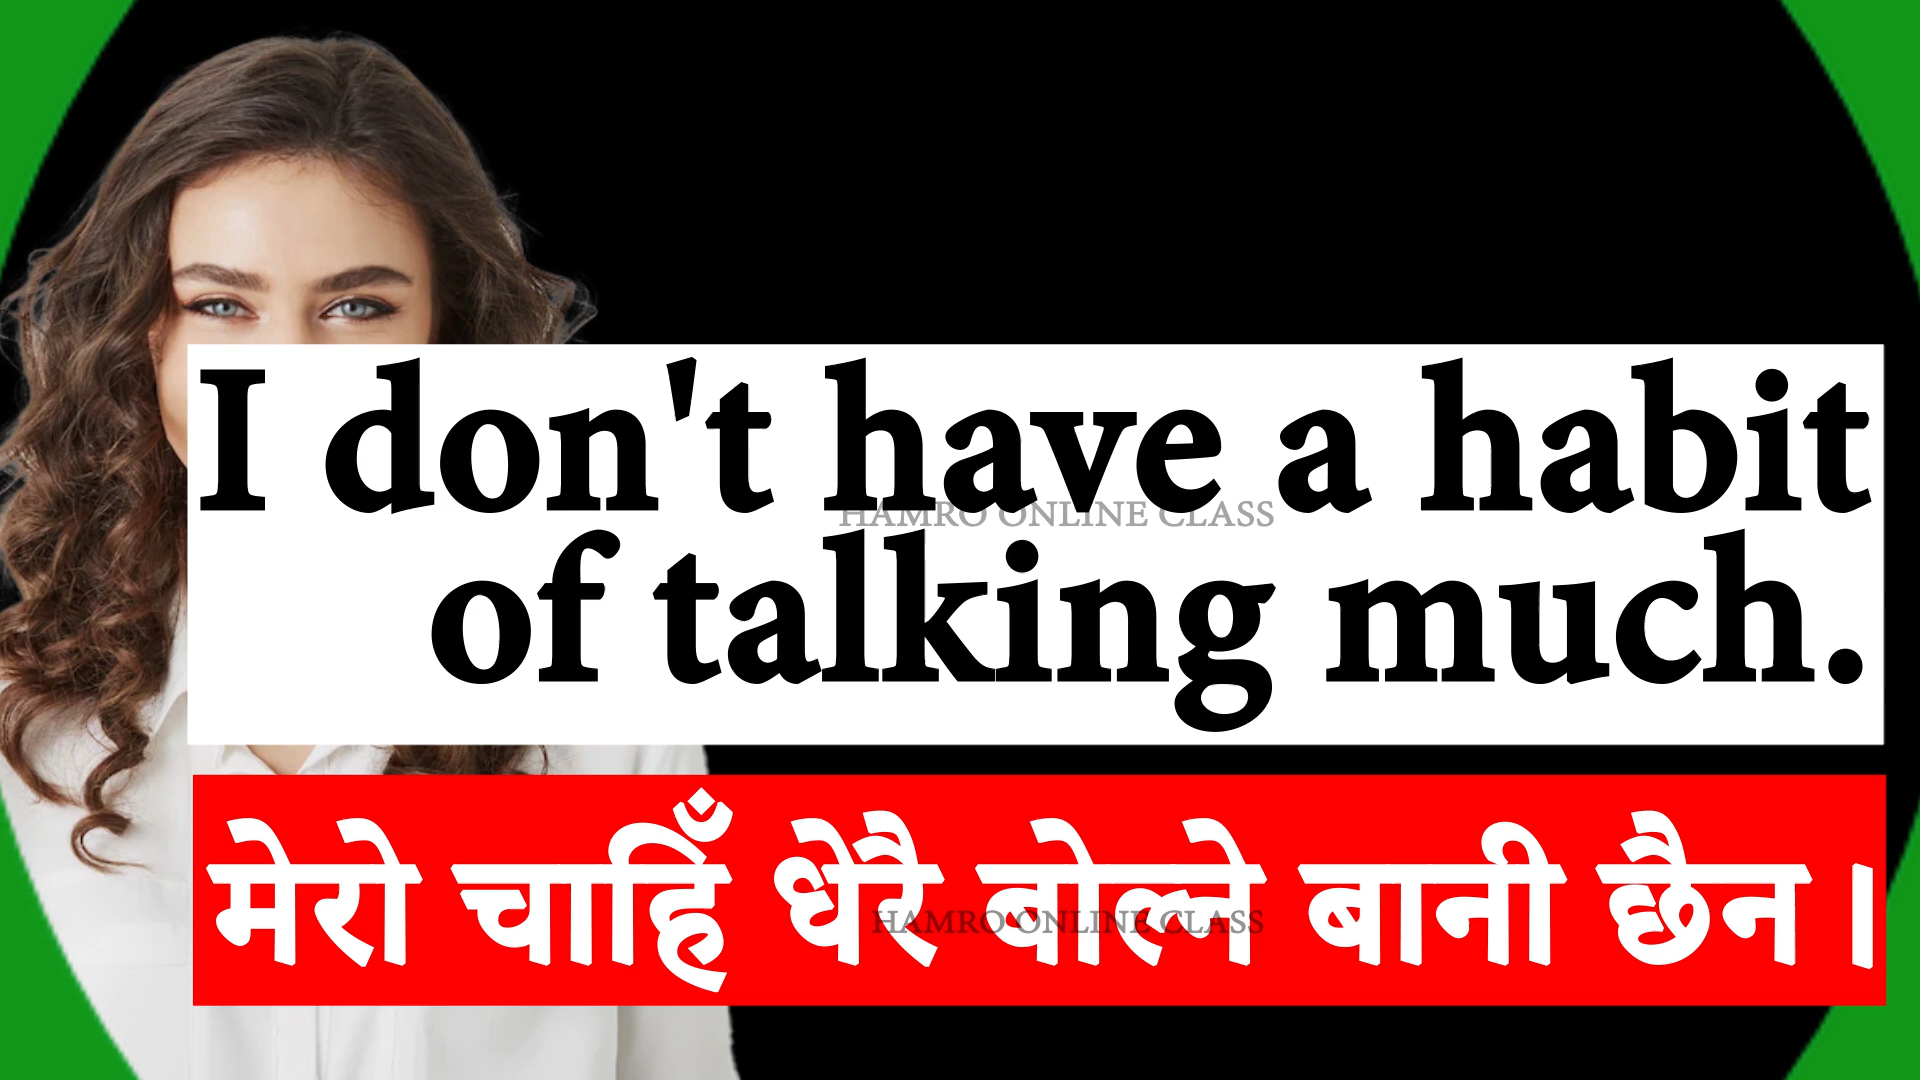 I don't have a habit
HAMRO ONLINE CLASS
of talking much.
मेरो चाहिँ धेरै बोल्ने बानी छैन ।
HAMRO ONLINE CLASS